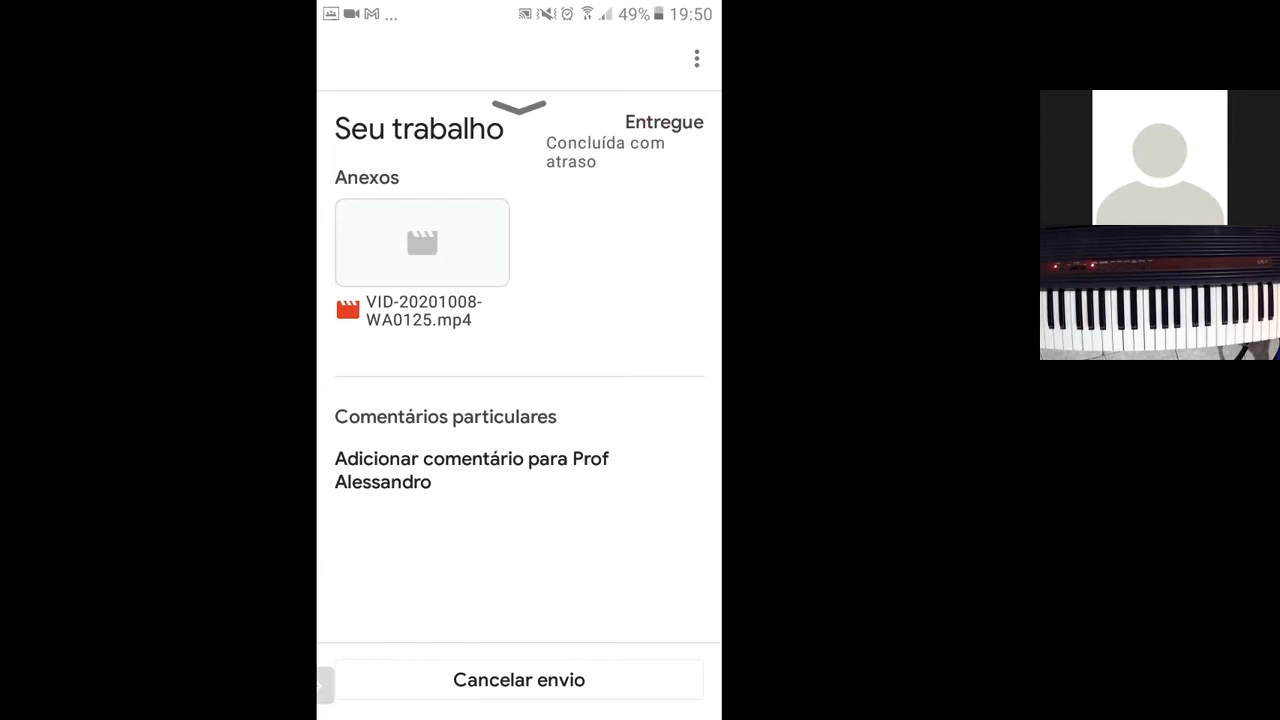 ... 49% 19:50
Seu trabalho
Entregue
Concluída com
atraso
Anexos
VID-20201008-
WA0125.mp4
Comentários particulares
Adicionar comentário para Prof
Alessandro
Cancelar envio